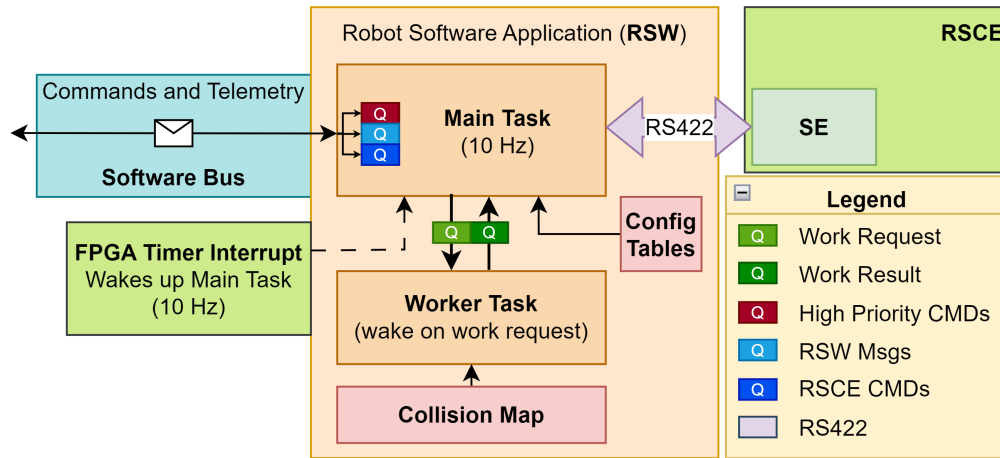 Robot Software Application (RSW)
RSCE
Commands and Telemetry
Software Bus
Q
Q
Q
Main Task
(10 Hz)
RS422
SE
FPGA Timer Interrupt
Wakes up Main Task
(10 Hz)
Q Q
Config
Tables
Worker Task
(wake on work request)
Collision Map
Legend
Q Work Request
Q Work Result
Q High Priority CMDs
Q RSW Msgs
Q RSCE CMDs
RS422